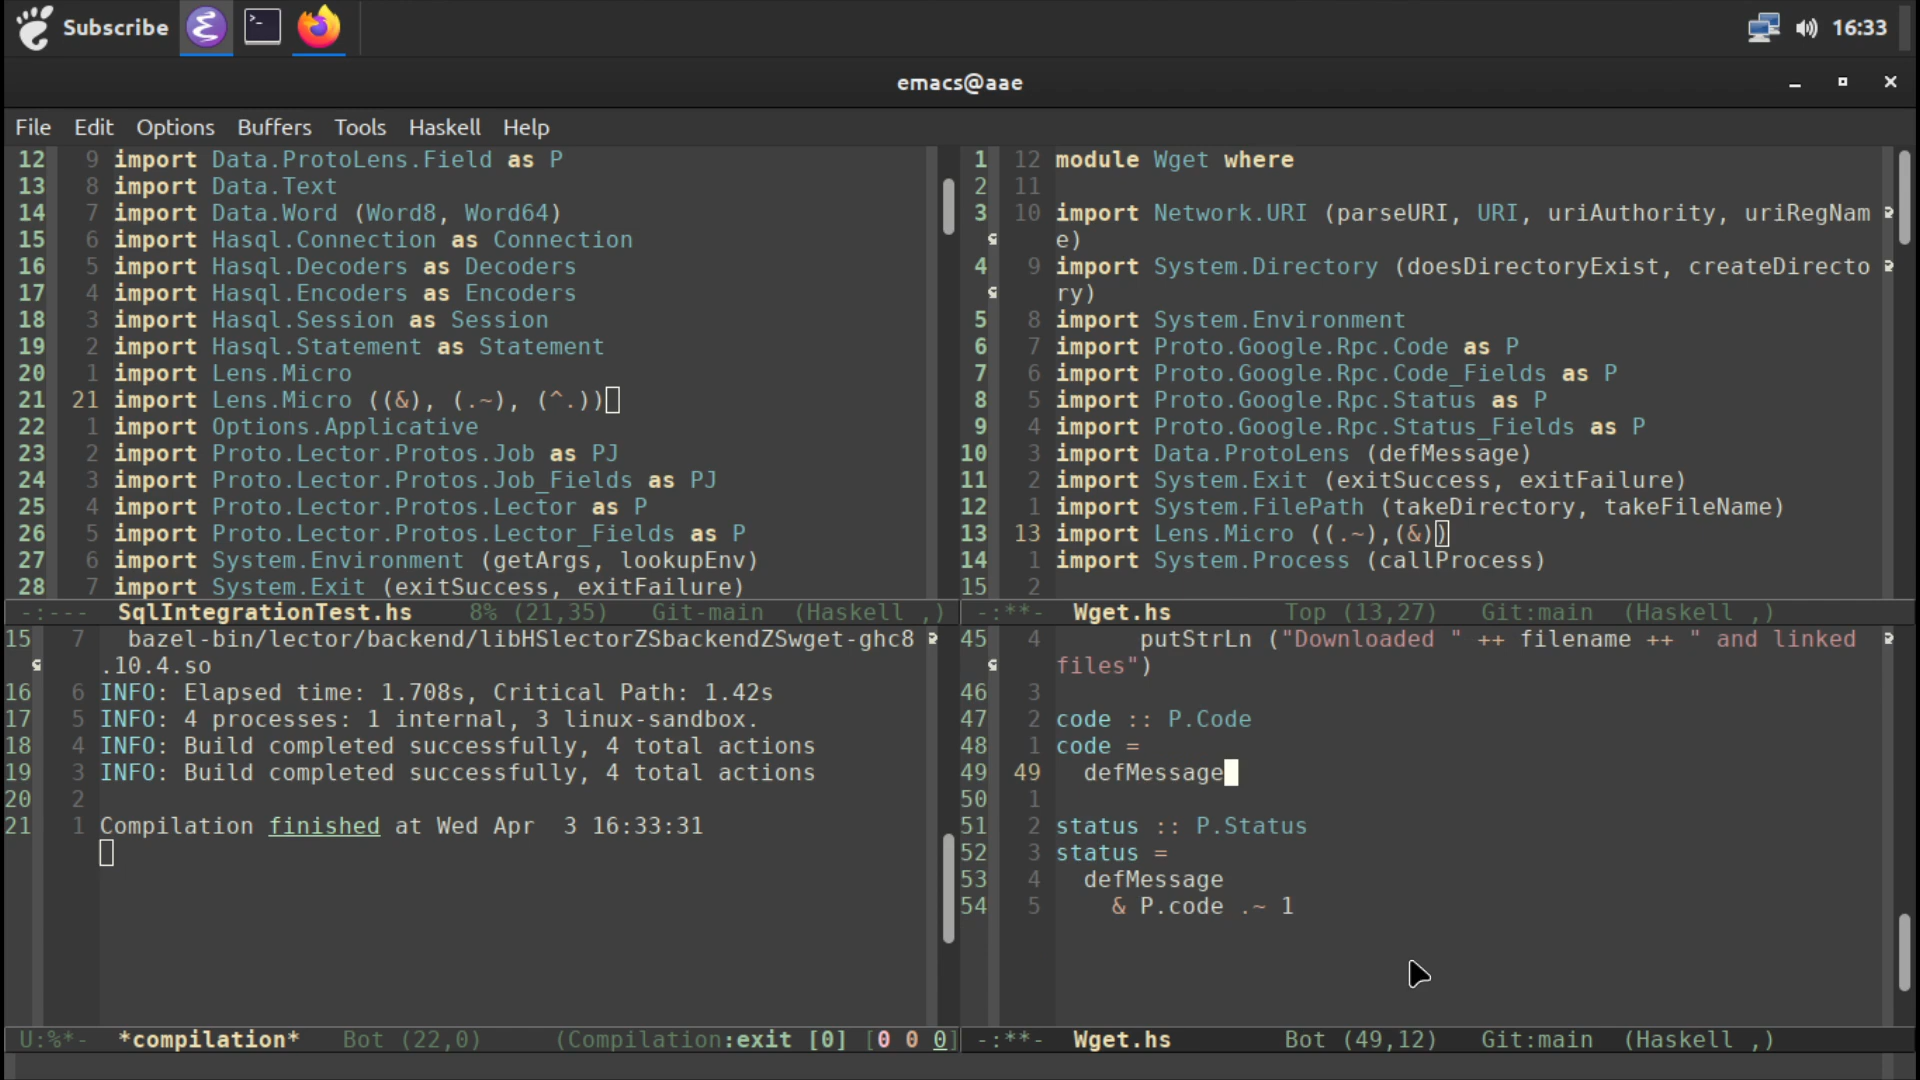 Subscribe
16:33
emacs@aae
File Edit Options Buffers Tools Haskell Help
12 9 import Data.ProtoLens.Field as P
13 8 import Data.Text
14 7 import Data.Word (Word8, Word64)
15 6 import Hasql.Connection as Connection
16 5 import Hasql.Decoders as Decoders
17 4 import Hasql.Encoders as Encoders
18 3 import Hasql.Session as Session
19 2 import Hasql.Statement as Statement
20 1 import Lens.Micro
21 21 import Lens.Micro ((&), (.~), (^.))
22 1 import Options.Applicative
23 2 import Proto.Lector.Protos.Job as PJ
24 3 import Proto.Lector.Protos.Job_Fields as PJ
25 4 import Proto.Lector.Protos.Lector as P
26 5 import Proto.Lector.Protos.Lector_Fields as P
27 6 import System.Environment (getArgs, lookupEnv)
28 7 import System.Exit (exitSuccess, exitFailure)
-:--- SqlIntegrationTest.hs 8% (21,35) Git-main (Haskell ,)
1 12 module Wget where
2 11
3 10 import Network.URI (parseURI, URI, uriAuthority, uriRegNam
e)
4 9 import System.Directory (doesDirectoryExist, createDirecto
ry)
5 8 import System.Environment
6 7 import Proto.Google.Rpc.Code as P
7 6 import Proto.Google.Rpc.Code_Fields as P
8 5 import Proto.Google.Rpc.Status as P
9 4 import Proto.Google.Rpc.Status_Fields as P
10 3 import Data.ProtoLens (defMessage)
11 2 import System.Exit (exitSuccess, exitFailure)
12 1 import System.FilePath (takeDirectory, takeFileName)
13 13 import Lens.Micro ((.~),(&))
14 1 import System.Process (callProcess)
15 2
-:**- Wget.hs Top (13,27) Git:main (Haskell ,)
15 7 bazel-bin/lector/backend/libHSlectorZSbackendZSwget-ghc8
.10.4.so
16 6 INFO: Elapsed time: 1.708s, Critical Path: 1.42s
17 5 INFO: 4 processes: 1 internal, 3 linux-sandbox.
18 4 INFO: Build completed successfully, 4 total actions
19 3 INFO: Build completed successfully, 4 total actions
20 2
21 1 Compilation finished at Wed Apr  3 16:33:31
U:%*- *compilation* Bot (22,0) (Compilation:exit [0] [0 0 0]
45 4 putStrLn ("Downloaded " ++ filename ++ " and linked
files")
46 3
47 2 code :: P.Code
48 1 code =
49 49 defMessage
50 1
51 2 status :: P.Status
52 3 status =
53 4 defMessage
54 5 & P.code .~ 1
-:**- Wget.hs Bot (49,12) Git:main (Haskell ,)